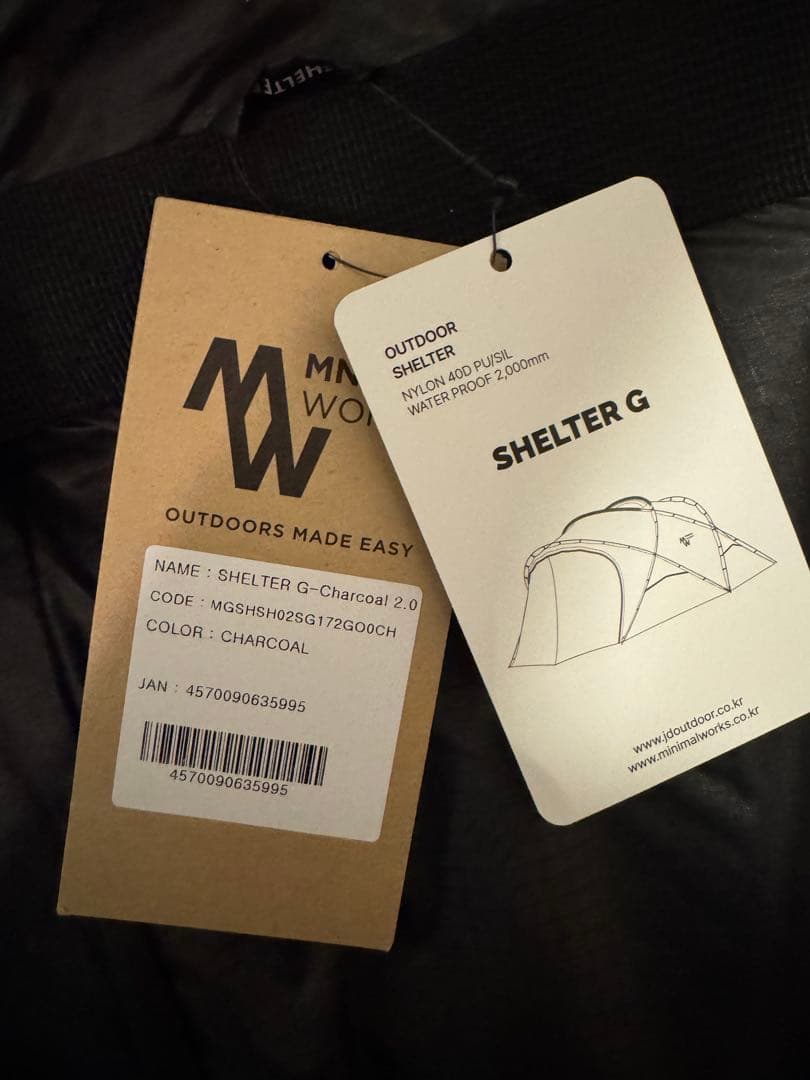 MW
OUTDOORS MADE EASY
NAME : SHELTER G-Charcoal 2.0
CODE : MGSHSH02SG172GO0CH
COLOR : CHARCOAL
JAN : 4570090635995
4570090635995
OUTDOOR
SHELTER
NYLON 40D PU/SIL
WATER PROOF 2,000mm
SHELTER G
www.jdoutdoor.co.kr
www.minimalworks.co.kr